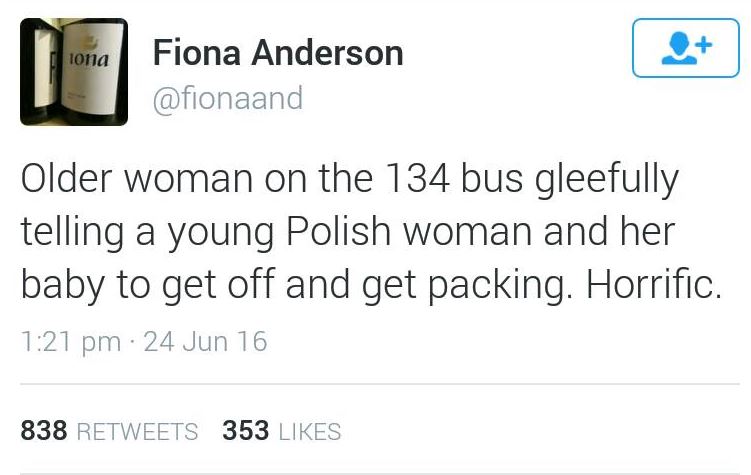 iona
Fiona Anderson
@fionaand
Older woman on the 134 bus gleefully
telling a young Polish woman and her
baby to get off and get packing. Horrific.
1:21 pm · 24 Jun 16
838 RETWEETS 353 LIKES